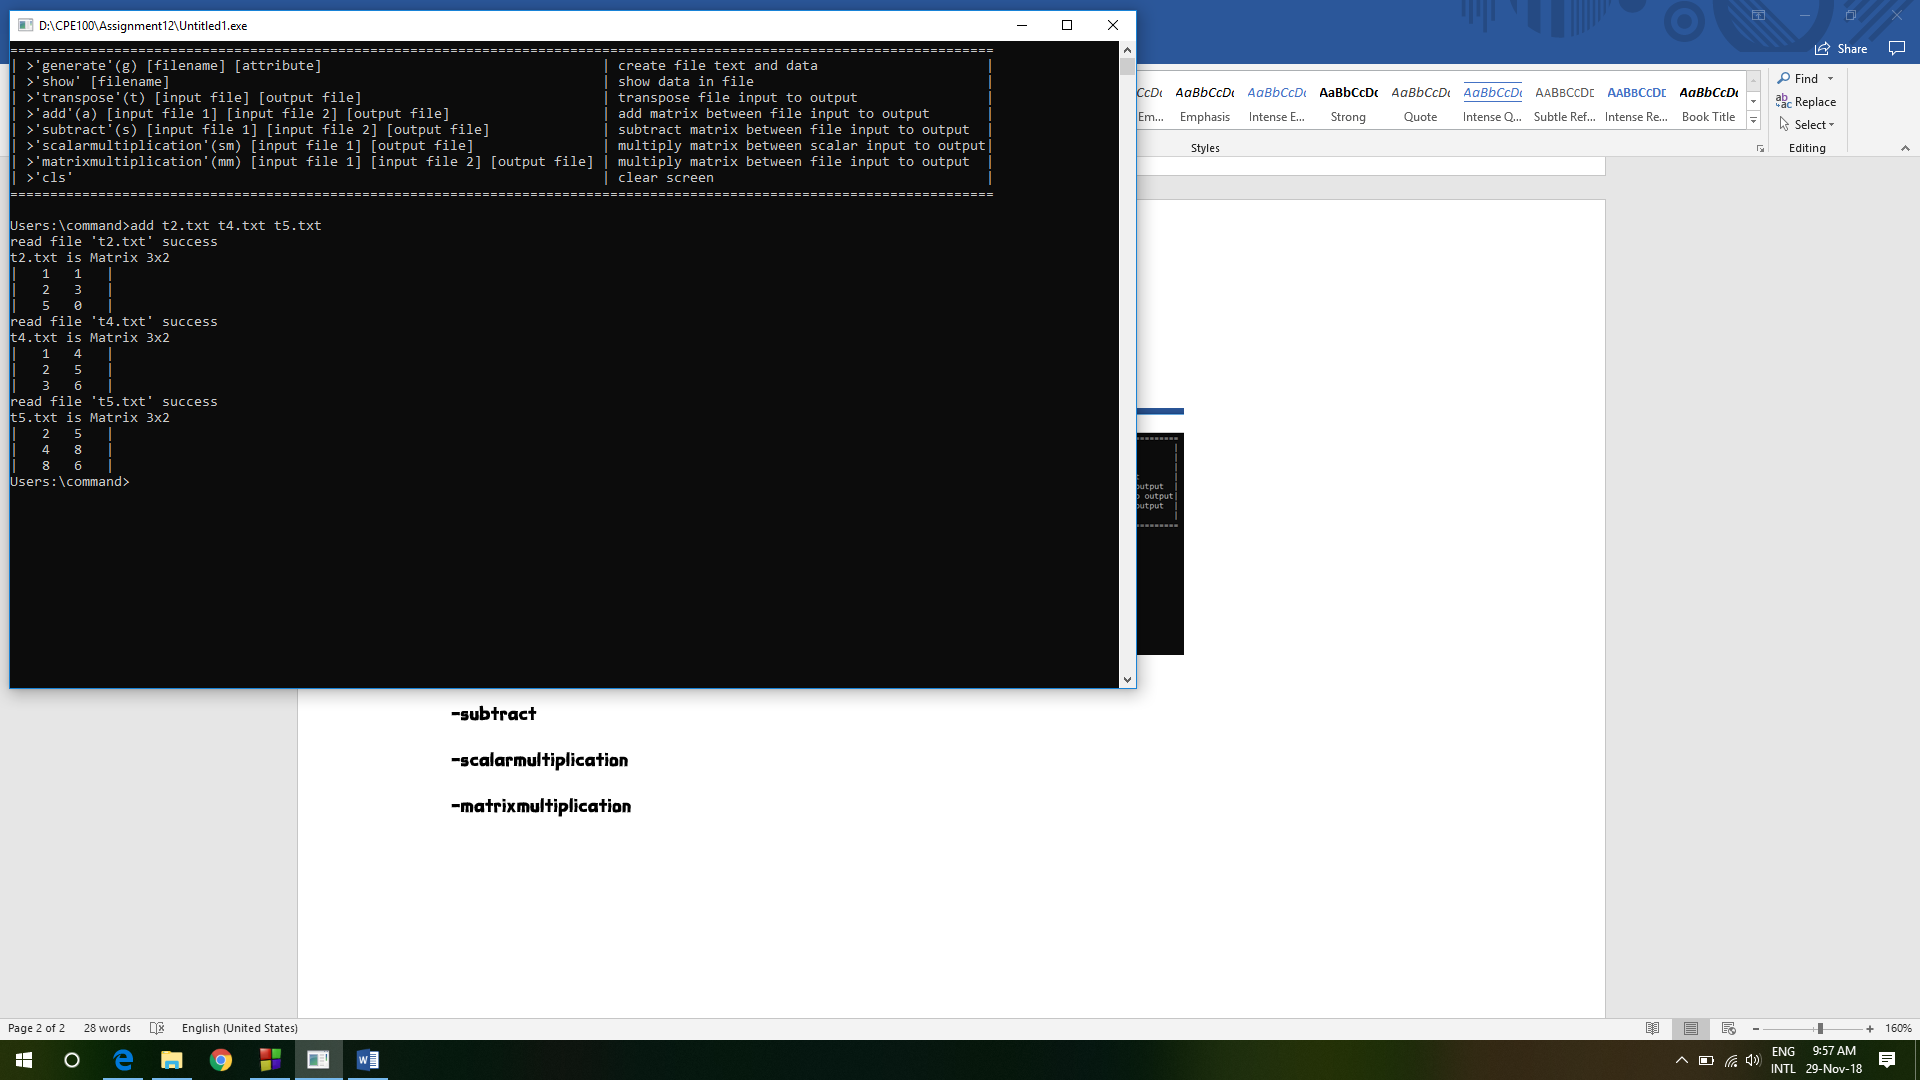 D:\CPE100\Assignment12\Untitled1.exe
==========================================================================================================================
| >'generate'(g) [filename] [attribute] | create file text and data |
| >'show' [filename] | show data in file |
| >'transpose'(t) [input file] [output file] | transpose file input to output |
| >'add'(a) [input file 1] [input file 2] [output file] | add matrix between file input to output |
| >'subtract'(s) [input file 1] [input file 2] [output file] | subtract matrix between file input to output |
| >'scalarmultiplication'(sm) [input file 1] [output file] | multiply matrix between scalar input to output|
| >'matrixmultiplication'(mm) [input file 1] [input file 2] [output file] | multiply matrix between file input to output |
| >'cls' | clear screen |
==========================================================================================================================
Users:\command>add t2.txt t4.txt t5.txt
read file 't2.txt' success
t2.txt is Matrix 3x2
| 1 1 |
| 2 3 |
| 5 0 |
read file 't4.txt' success
t4.txt is Matrix 3x2
| 1 4 |
| 2 5 |
| 3 6 |
read file 't5.txt' success
t5.txt is Matrix 3x2
| 2 5 |
| 4 8 |
| 8 6 |
Users:\command>
Share
CcDc AaBbCcDc AaBbCcDc AaBbCcDc AaBbCcDc AaBbCcDc AABBCCDE AABBCCDE AaBbCcDc
Em... Emphasis Intense E... Strong Quote Intense Q... Subtle Ref... Intense Re... Book Title
Styles
Find
Replace
Select
Editing
output
output|
output
-subtract
-scalarmultiplication
-matrixmultiplication
Page 2 of 2 28 words English (United States) 160%
ENG
INTL
9:57 AM
29-Nov-18